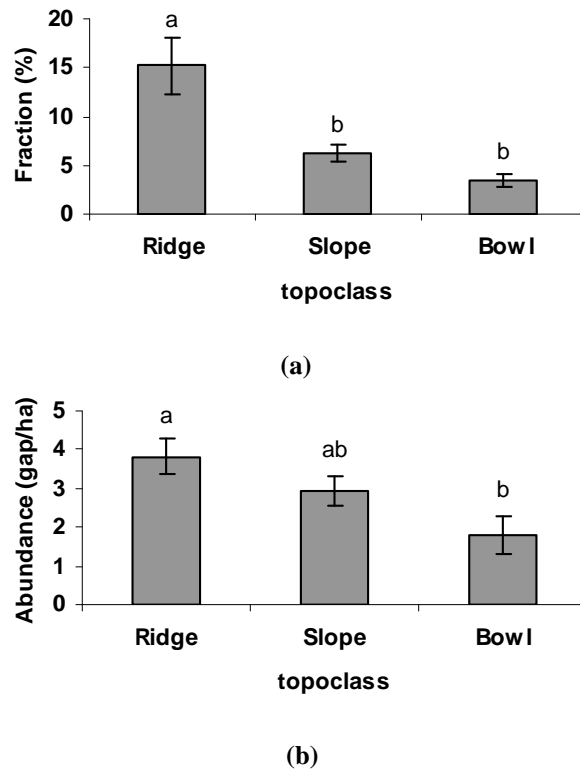 20
15
10
5
0
Fraction (%)
a
b
b
Ridge Slope Bowl
topoclass
(a)
5
4
3
2
1
0
Abundance (gap/ha)
a
ab
b
Ridge Slope Bowl
topoclass
(b)